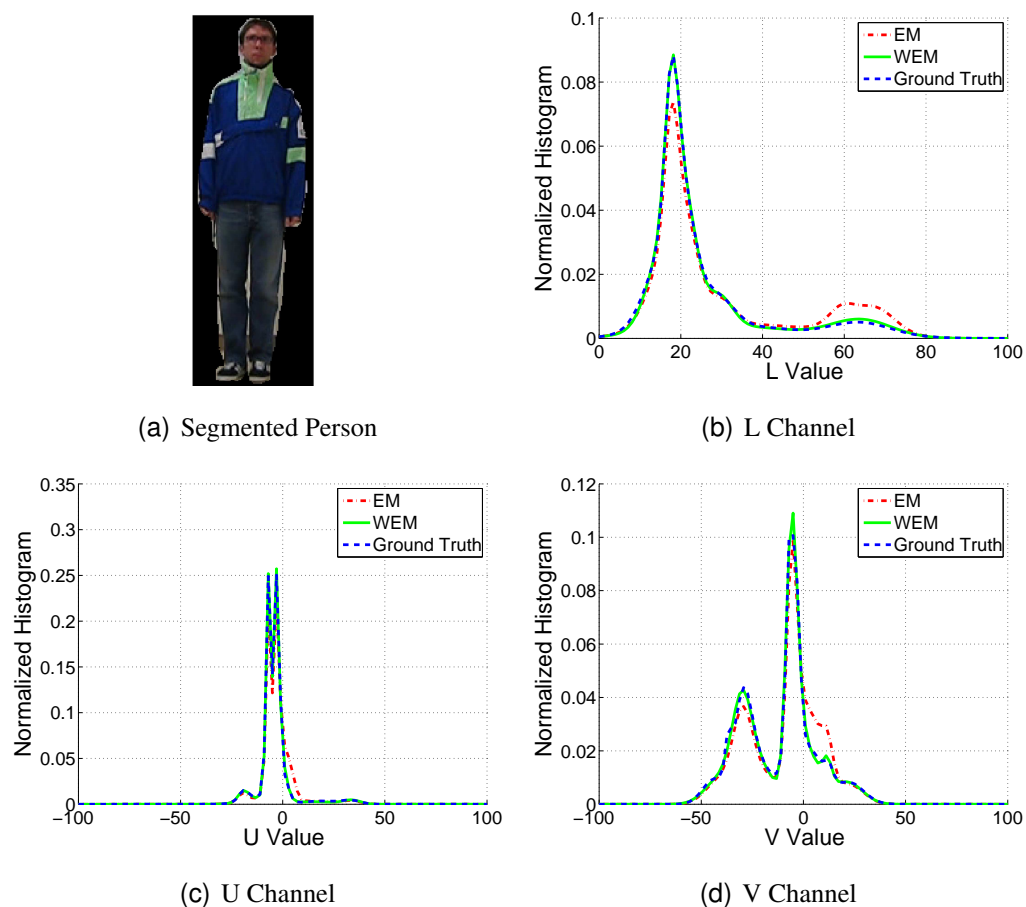 0.1
0.08
0.06
0.04
0.02
0
0 20 40 60 80 100
Normalized Histogram
L Value
EM
WEM
Ground Truth
(a) Segmented Person
(b) L Channel
0.35
0.3
0.25
0.2
0.15
0.1
0.05
0
−100 −50 0 50 100
Normalized Histogram
U Value
EM
WEM
Ground Truth
0.12
0.1
0.08
0.06
0.04
0.02
0
−100 −50 0 50 100
Normalized Histogram
V Value
EM
WEM
Ground Truth
(c) U Channel
(d) V Channel